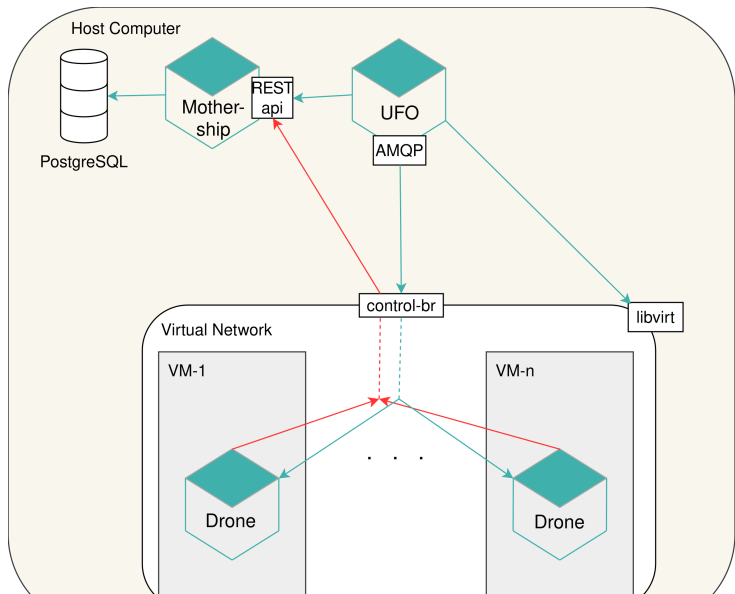 Host Computer
Mother-
ship
REST
api
UFO
AMQP
PostgreSQL
control-br
libvirt
Virtual Network
VM-1
VM-n
. . .
Drone
Drone